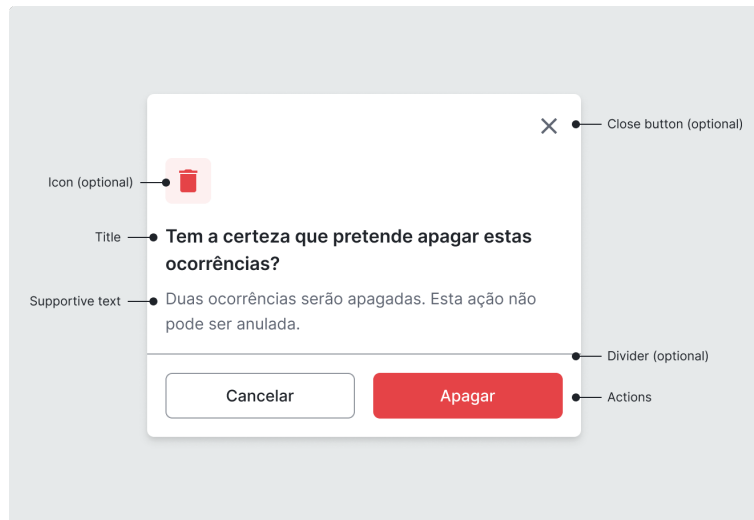 Close button (optional)
Icon (optional)
Title
Tem a certeza que pretende apagar estas
ocorrências?
Supportive text
Duas ocorrências serão apagadas. Esta ação não
pode ser anulada.
Divider (optional)
Cancelar
Apagar
Actions